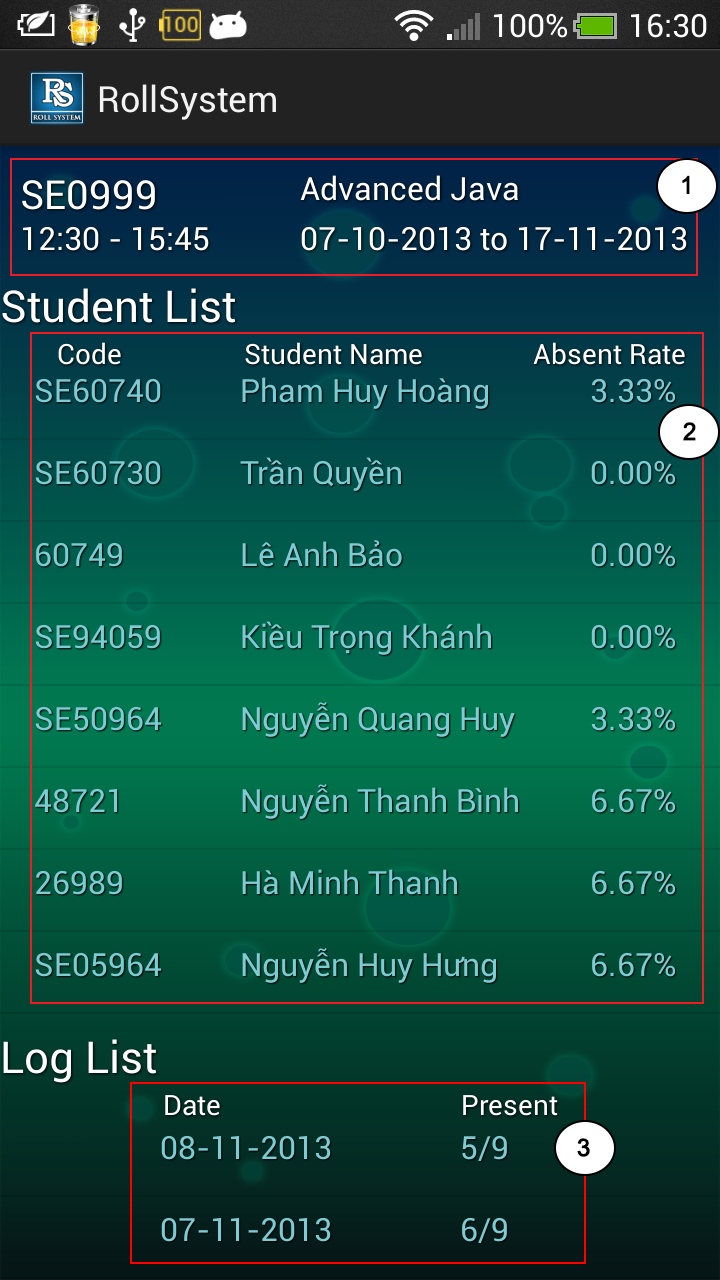 100 100% 16:30
RS ROLL SYSTEM RollSystem
SE0999 Advanced Java 1
12:30 - 15:45 07-10-2013 to 17-11-2013
Student List
Code Student Name Absent Rate
SE60740 Pham Huy Hoàng 3.33%
2
SE60730 Trần Quyền 0.00%
60749 Lê Anh Bảo 0.00%
SE94059 Kiều Trọng Khánh 0.00%
SE50964 Nguyễn Quang Huy 3.33%
48721 Nguyễn Thanh Bình 6.67%
26989 Hà Minh Thanh 6.67%
SE05964 Nguyễn Huy Hưng 6.67%
Log List
Date Present
08-11-2013 5/9 3
07-11-2013 6/9